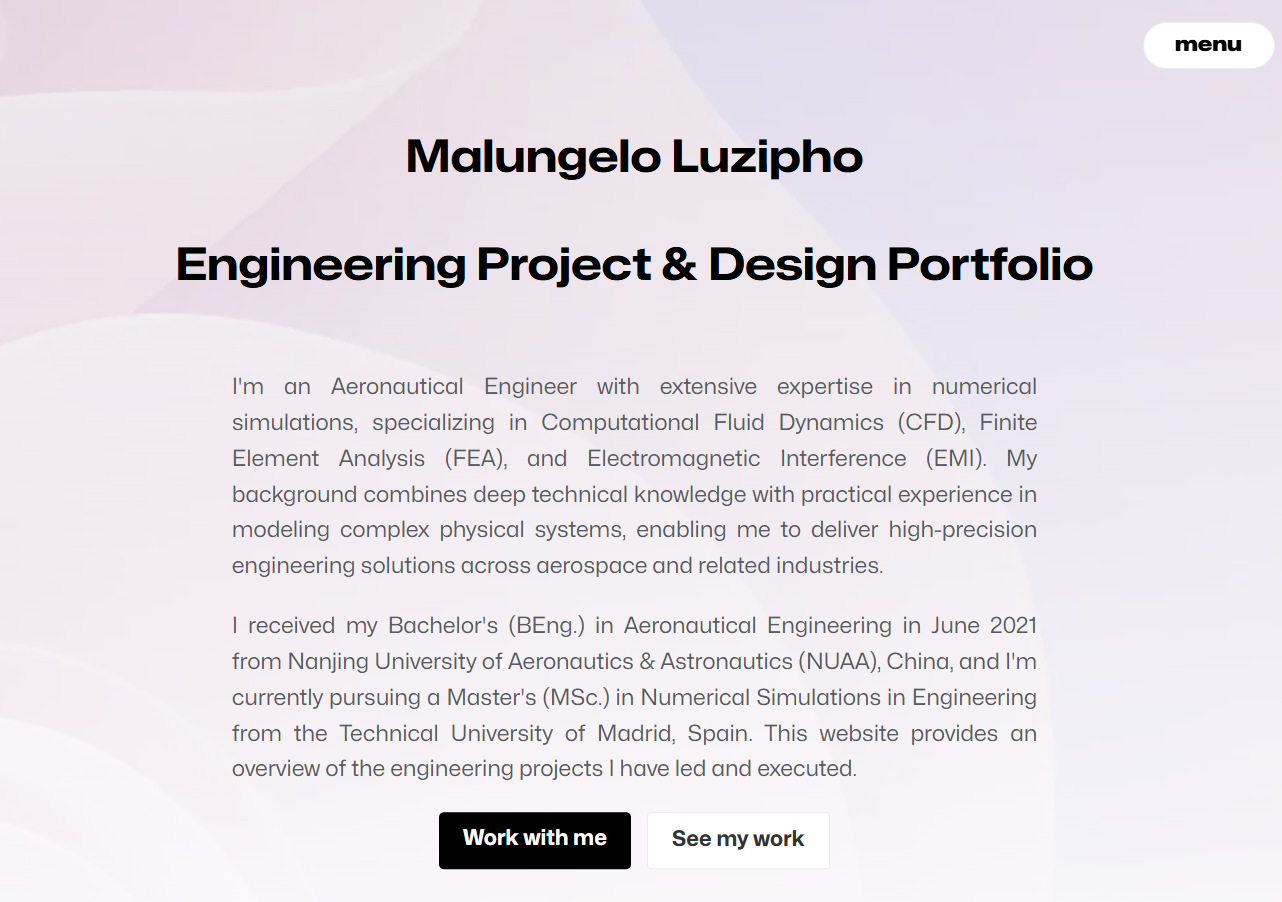 menu
Malungelo Luzipho
Engineering Project & Design Portfolio
I'm an Aeronautical Engineer with extensive expertise in numerical
simulations, specializing in Computational Fluid Dynamics (CFD), Finite
Element Analysis (FEA), and Electromagnetic Interference (EMI). My
background combines deep technical knowledge with practical experience in
modeling complex physical systems, enabling me to deliver high-precision
engineering solutions across aerospace and related industries.
I received my Bachelor's (BEng.) in Aeronautical Engineering in June 2021
from Nanjing University of Aeronautics & Astronautics (NUAA), China, and I'm
currently pursuing a Master's (MSc.) in Numerical Simulations in Engineering
from the Technical University of Madrid, Spain. This website provides an
overview of the engineering projects I have led and executed.
Work with me
See my work